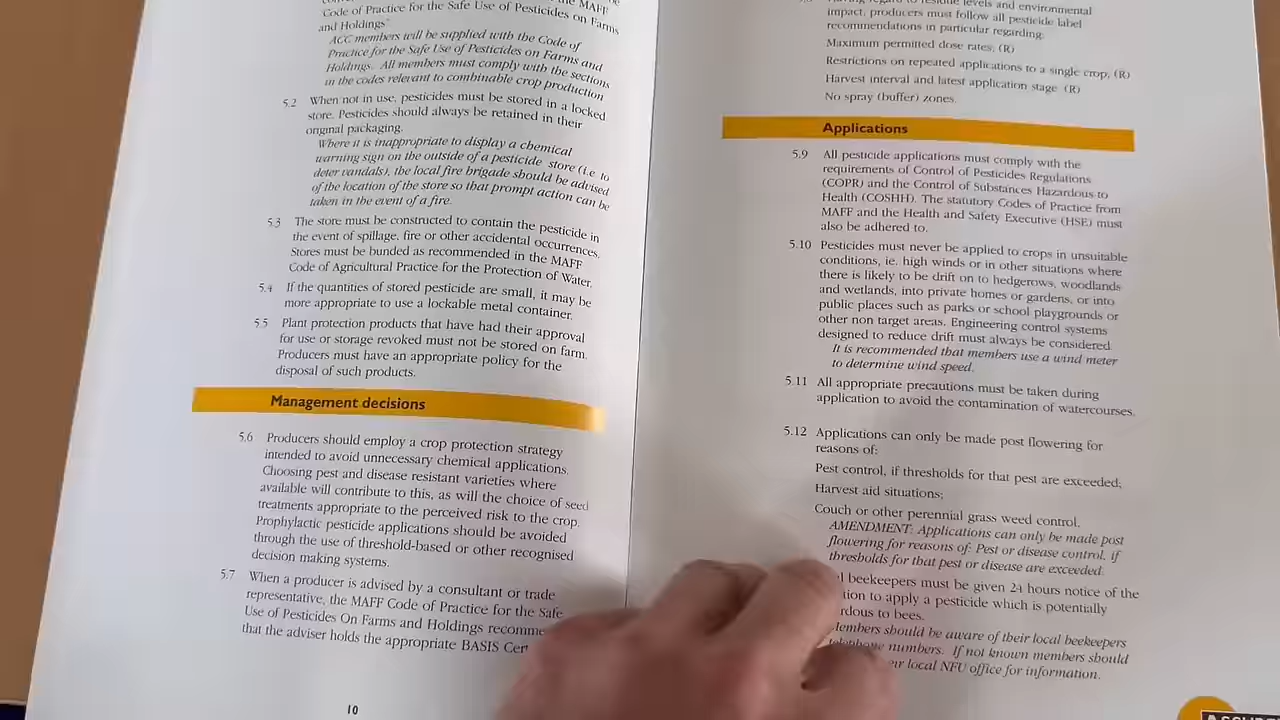 Code of Practice for the Safe Use of Pesticides on Farms
and Holdings"
ACC members will be supplied with the Code of
Practice for the Safe Use of Pesticides on Farms and
Holdings. All members must comply with the sections
in the codes relevant to combinable crop production
5.2 When not in use, pesticides must be stored in a locked
store. Pesticides should always be retained in their
original packaging.
Where it is inappropriate to display a chemical
warning sign on the outside of a pesticide store (i.e to
deter vandals), the local fire brigade should be advised
of the location of the store so that prompt action can be
taken in the event of a fire.
5.3 The store must be constructed to contain the pesticide in
the event of spillage, fire or other accidental occurrences.
Stores must be bunded as recommended in the MAFF
Code of Agricultural Practice for the Protection of Water.
5.4 If the quantities of stored pesticide are small, it may be
more appropriate to use a lockable metal container.
5.5 Plant protection products that have had their approval
for use or storage revoked must not be stored on farm.
Producers must have an appropriate policy for the
disposal of such products.
Management decisions
5.6 Producers should employ a crop protection strategy
intended to avoid unnecessary chemical applications.
Choosing pest and disease resistant varieties where
available will contribute to this, as will the choice of seed
treatments appropriate to the perceived risk to the crop.
Prophylactic pesticide applications should be avoided
through the use of threshold-based or other recognised
decision making systems.
5.7 When a producer is advised by a consultant or trade
representative, the MAFF Code of Practice for the Safe
Use of Pesticides On Farms and Holdings recomme
that the adviser holds the appropriate BASIS Cert
10
Having regard to residue levels and environmental
impact, producers must follow all pesticide label
recommendations in particular regarding:
Maximum permitted dose rates, (R)
Restrictions on repeated applications to a single crop, (R)
Harvest interval and latest application stage (R)
No spray (buffer) zones.
Applications
5.9 All pesticide applications must comply with the
requirements of Control of Pesticides Regulations
(COPR) and the Control of Substances Hazardous to
Health (COSHH). The statutory Codes of Practice from
MAFF and the Health and Safety Executive (HSE) must
also be adhered to.
5.10 Pesticides must never be applied to crops in unsuitable
conditions, ie. high winds or in other situations where
there is likely to be drift on to hedgerows, woodlands
and wetlands, into private homes or gardens, or into
public places such as parks or school playgrounds or
other non target areas. Engineering control systems
designed to reduce drift must always be considered.
It is recommended that members use a wind meter
to determine wind speed.
5.11 All appropriate precautions must be taken during
application to avoid the contamination of watercourses.
5.12 Applications can only be made post flowering for
reasons of:
Pest control, if thresholds for that pest are exceeded;
Harvest aid situations;
Couch or other perennial grass weed control.
AMENDMENT: Applications can only be made post
flowering for reasons of: Pest or disease control, if
thresholds for that pest or disease are exceeded.
l beekeepers must be given 24 hours notice of the
tion to apply a pesticide which is potentially
rdous to bees.
Members should be aware of their local beekeepers
telephone numbers. If not known members should
eir local NFU office for information.